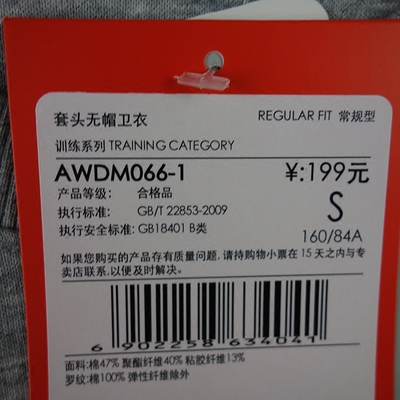 套头无帽卫衣 REGULAR FIT 常规型
训练系列 TRAINING CATEGORY
AWDM066-1 ¥:199元
产品等级: 合格品
执行标准: GB/T 22853-2009 S
执行安全标准: GB18401 B类 160/84A
如果您购买的产品存有质量问题, 请持购物小票在 15 天之内与专
卖店联系, 以便及时解决。
6 902258 634041
面料: 棉47% 聚酯纤维40% 粘胶纤维13%
罗纹: 棉100% 弹性纤维除外